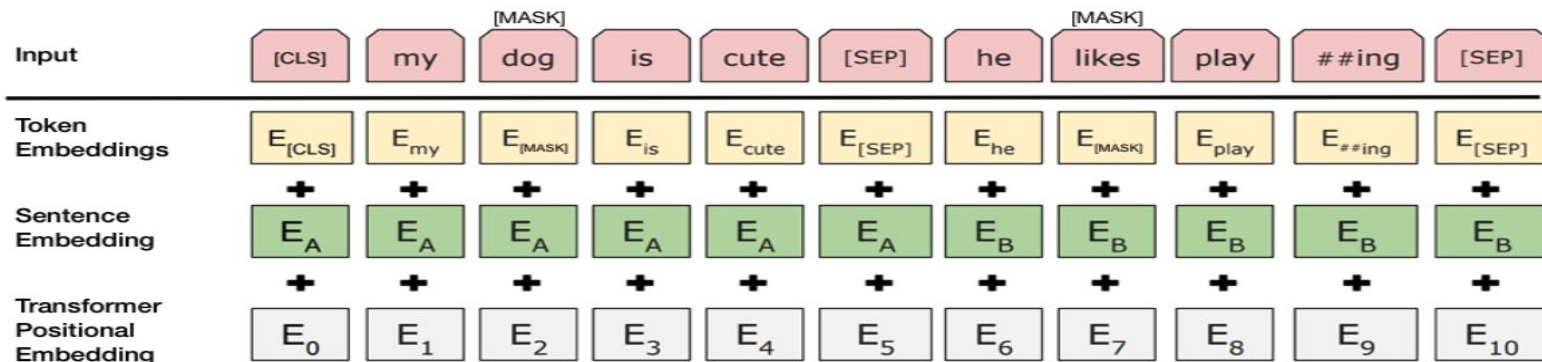 [MASK] [MASK]
Input [CLS] my dog is cute [SEP] he likes play ##ing [SEP]
Token
Embeddings E[CLS] Emy E[MASK] Eis Ecute E[SEP] Ehe E[MASK] Eplay E##ing E[SEP]
+ + + + + + + + + + +
Sentence
Embedding EA EA EA EA EA EA EB EB EB EB EB
+ + + + + + + + + + +
Transformer
Positional
Embedding E0 E1 E2 E3 E4 E5 E6 E7 E8 E9 E10